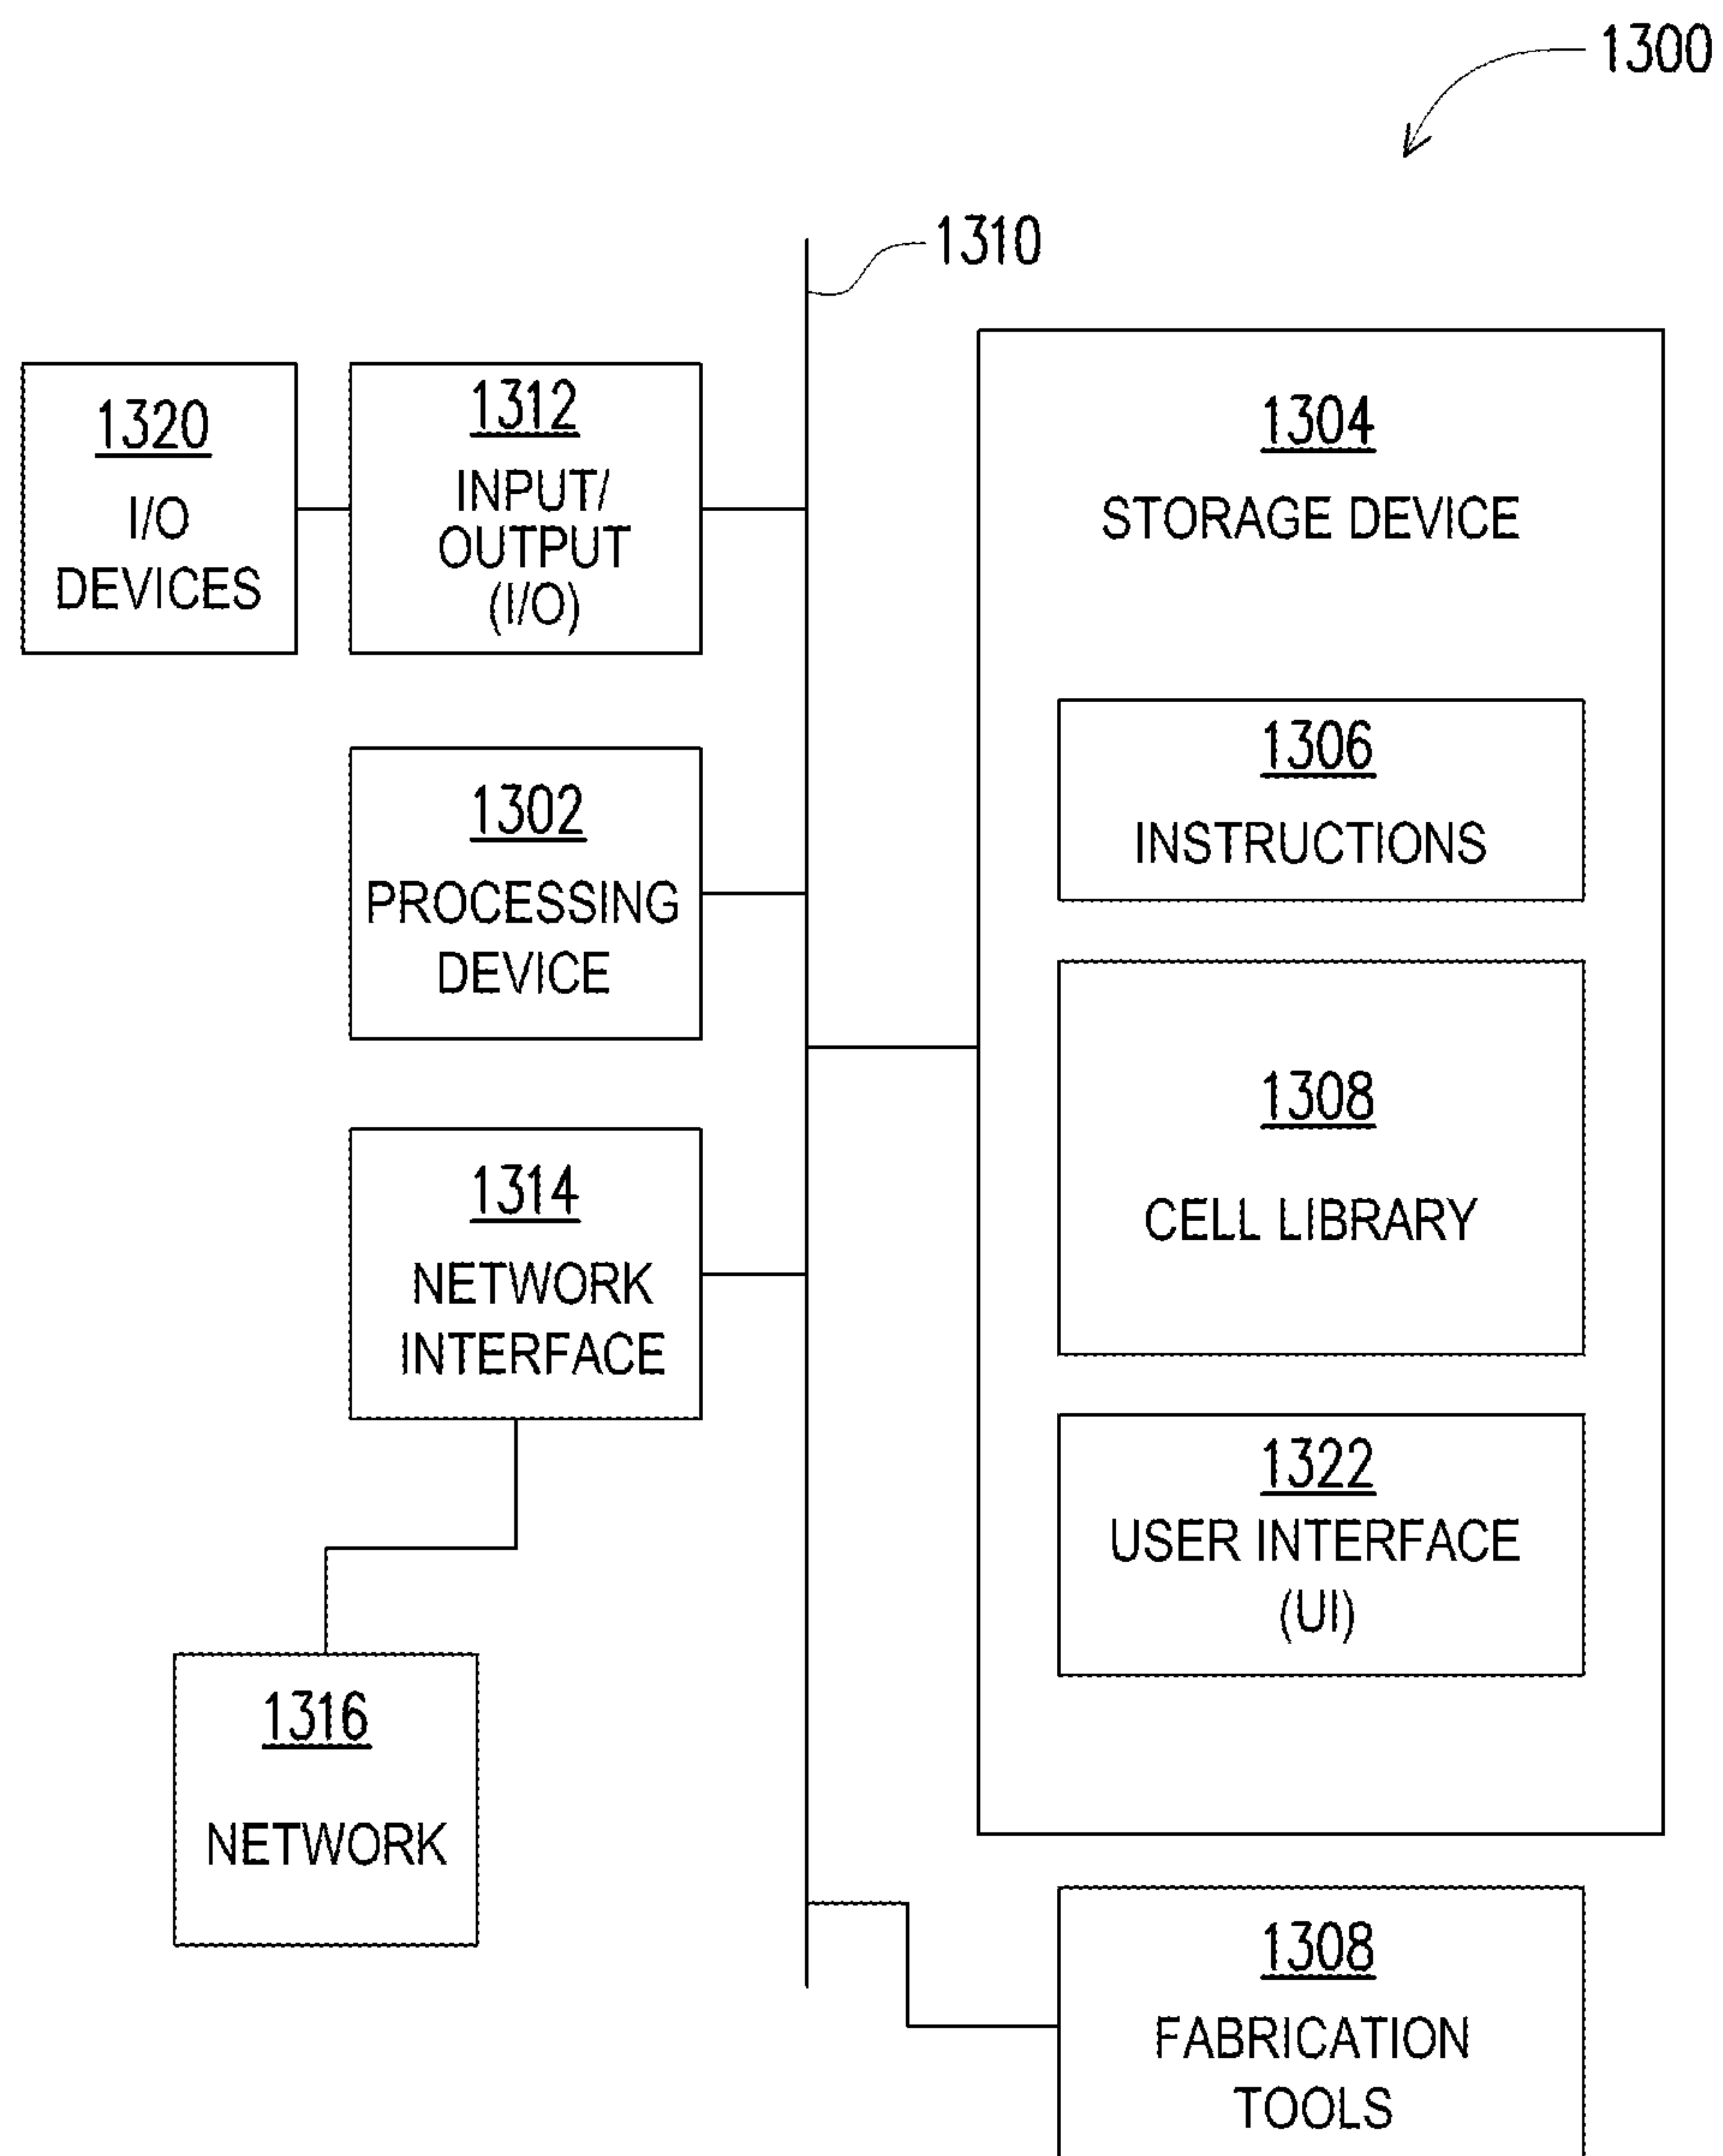 1300
1310
1320
I/O
DEVICES
1312
INPUT/
OUTPUT
(I/O)
1302
PROCESSING
DEVICE
1314
NETWORK
INTERFACE
1316
NETWORK
1304
STORAGE DEVICE
1306
INSTRUCTIONS
1308
CELL LIBRARY
1322
USER INTERFACE
(UI)
1308
FABRICATION
TOOLS